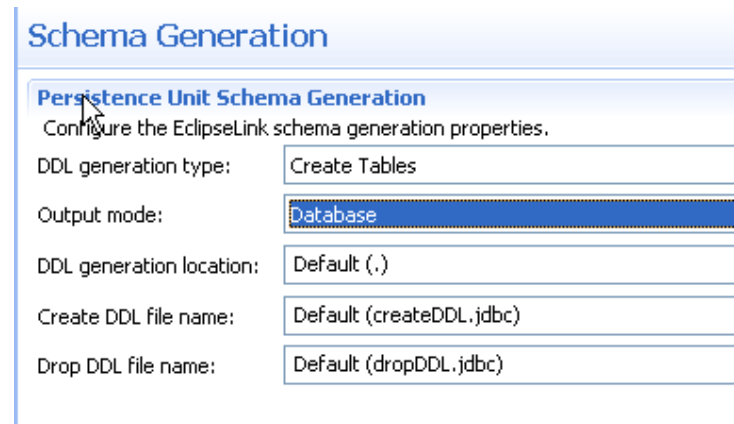 Schema Generation
Persistence Unit Schema Generation
Configure the EclipseLink schema generation properties.
DDL generation type: Create Tables
Output mode: Database
DDL generation location: Default (.)
Create DDL file name: Default (createDDL.jdbc)
Drop DDL file name: Default (dropDDL.jdbc)